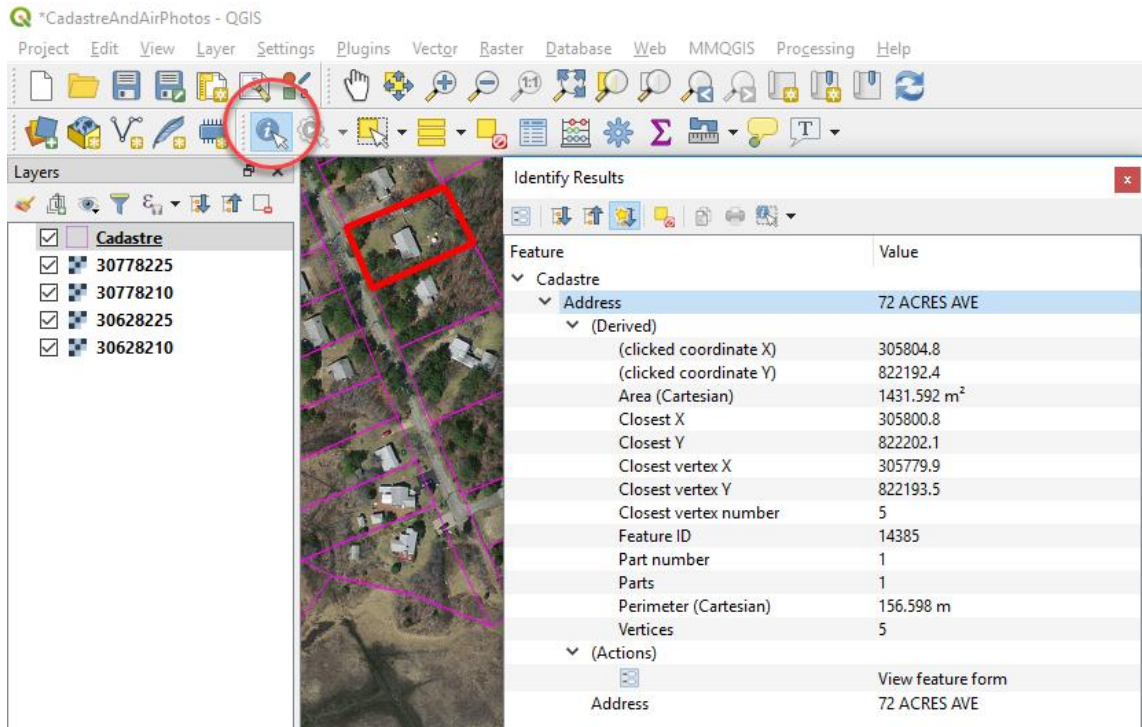 *CadastreAndAirPhotos - QGIS
Project Edit View Layer Settings Plugins Vector Raster Database Web MMQGIS Processing Help
1:1
T
Layers
Cadastre
30778225
30778210
30628225
30628210
Identify Results
Feature Value
Cadastre
Address 72 ACRES AVE
(Derived)
(clicked coordinate X) 305804.8
(clicked coordinate Y) 822192.4
Area (Cartesian) 1431.592 m²
Closest X 305800.8
Closest Y 822202.1
Closest vertex X 305779.9
Closest vertex Y 822193.5
Closest vertex number 5
Feature ID 14385
Part number 1
Parts 1
Perimeter (Cartesian) 156.598 m
Vertices 5
(Actions)
View feature form
Address 72 ACRES AVE